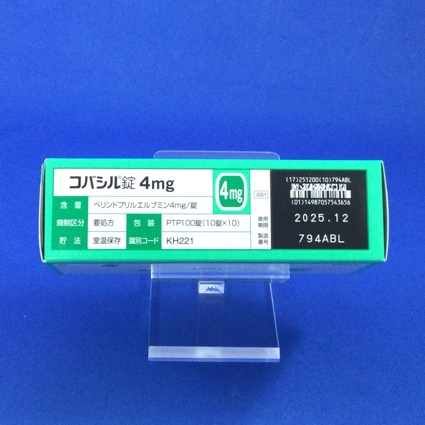 コバシル錠 4mg
4mg
G51
含量 ペリンドプリルエルブミン4mg/錠
規制区分 要処方 包装 PTP100錠(10錠×10)
貯法 室温保存 識別コード KH221
(17)251200(10)794ABL
(01)14987057543656
使用期限 2025.12
製造番号 794ABL